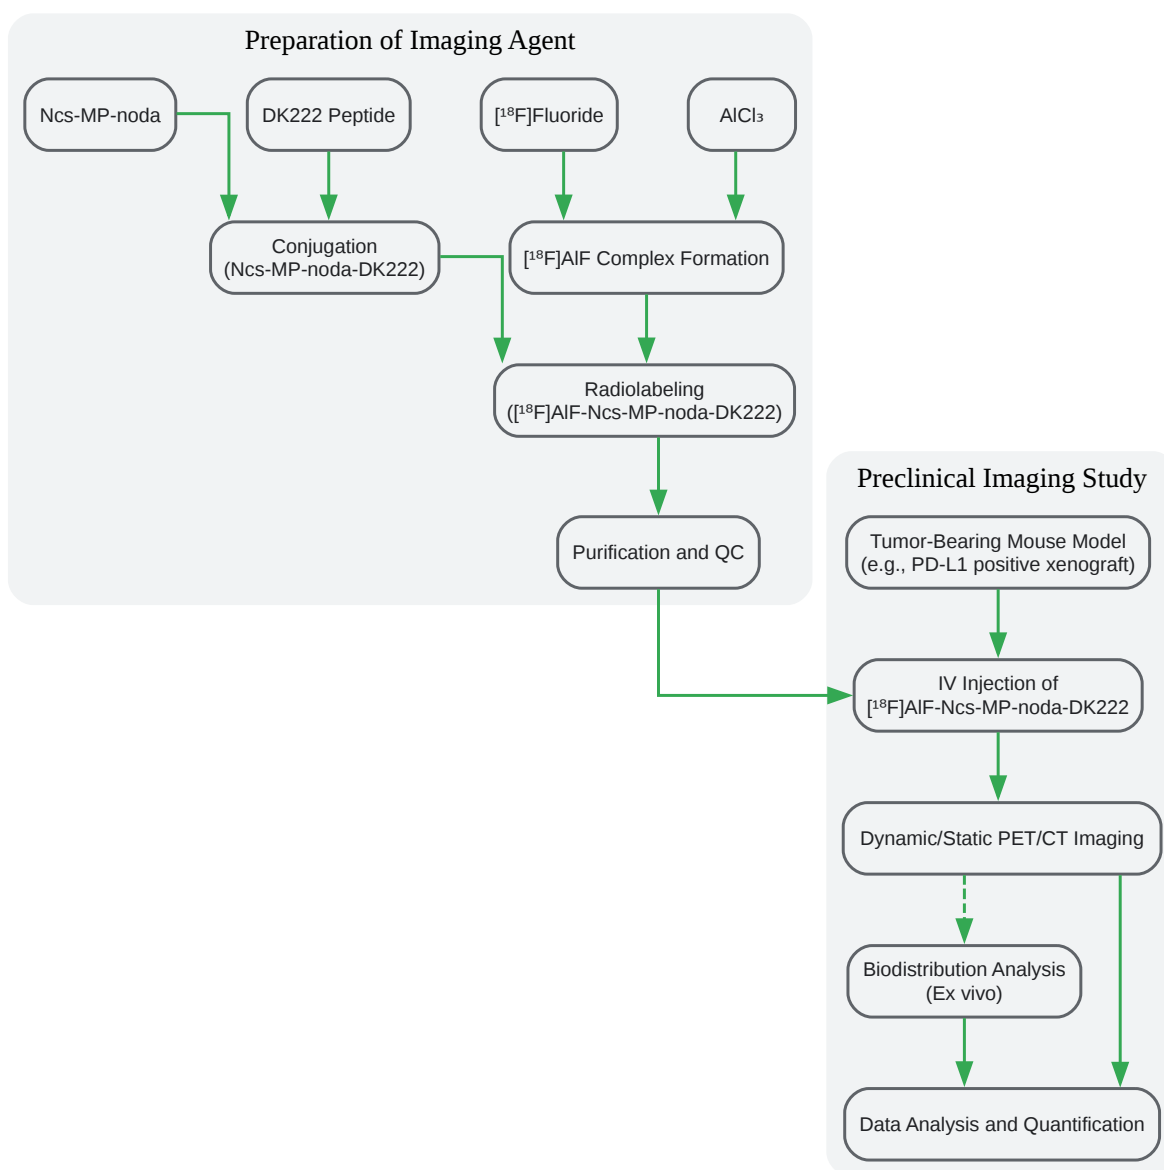 Preparation of Imaging Agent
Ncs-MP-noda
DK222 Peptide
[¹⁸F]Fluoride
AlCl₃
Conjugation
(Ncs-MP-noda-DK222)
[¹⁸F]AlF Complex Formation
Radiolabeling
([¹⁸F]AlF-Ncs-MP-noda-DK222)
Purification and QC
Preclinical Imaging Study
Tumor-Bearing Mouse Model
(e.g., PD-L1 positive xenograft)
IV Injection of
[¹⁸F]AlF-Ncs-MP-noda-DK222
Dynamic/Static PET/CT Imaging
Biodistribution Analysis
(Ex vivo)
Data Analysis and Quantification